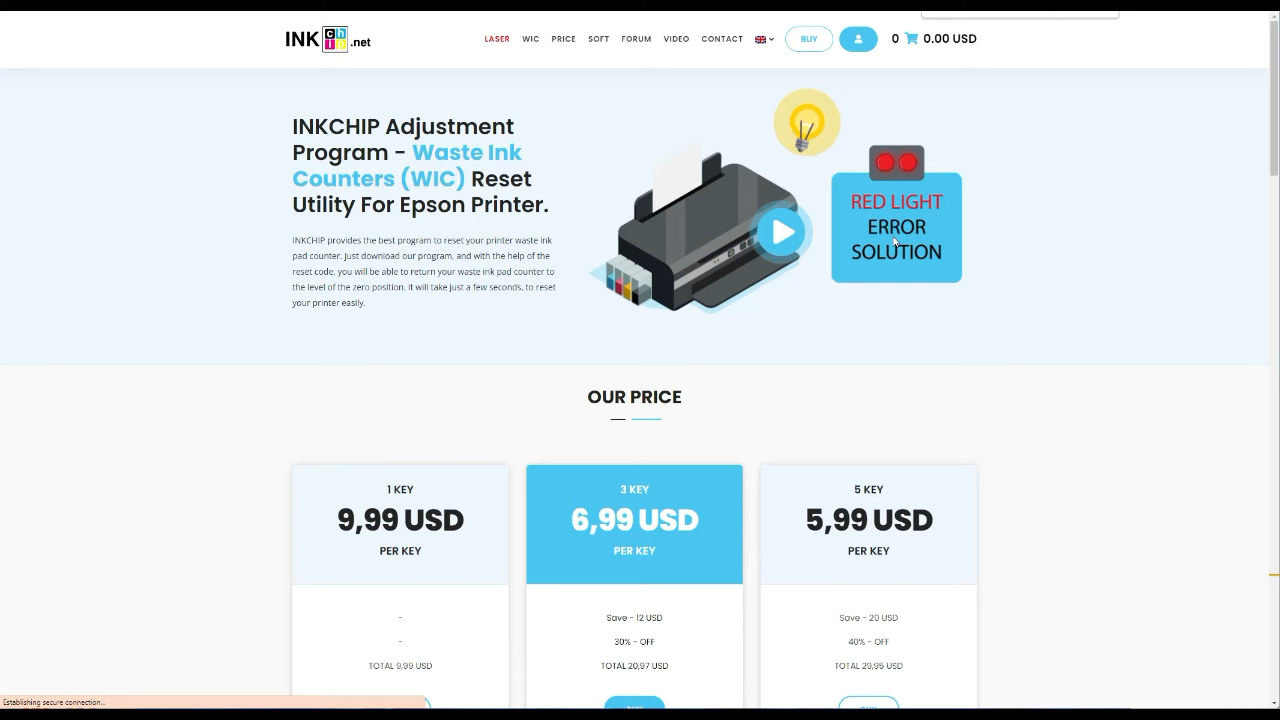 INK chip .net
LASER WIC PRICE SOFT FORUM VIDEO CONTACT BUY 0 0.00 USD
INKCHIP Adjustment
Program - Waste Ink
Counters (WIC) Reset
Utility For Epson Printer.
INKCHIP provides the best program to reset your printer waste ink
pad counter. Just download our program, and with the help of the
reset code, you will be able to return your waste ink pad counter to
the level of the zero position. It will take just a few seconds, to reset
your printer easily.
RED LIGHT
ERROR
SOLUTION
OUR PRICE
1 KEY
9,99 USD
PER KEY
-
-
TOTAL 9,99 USD
3 KEY
6,99 USD
PER KEY
Save - 12 USD
30% - OFF
TOTAL 20,97 USD
5 KEY
5,99 USD
PER KEY
Save - 20 USD
40% - OFF
TOTAL 29,95 USD
Establishing secure connection...